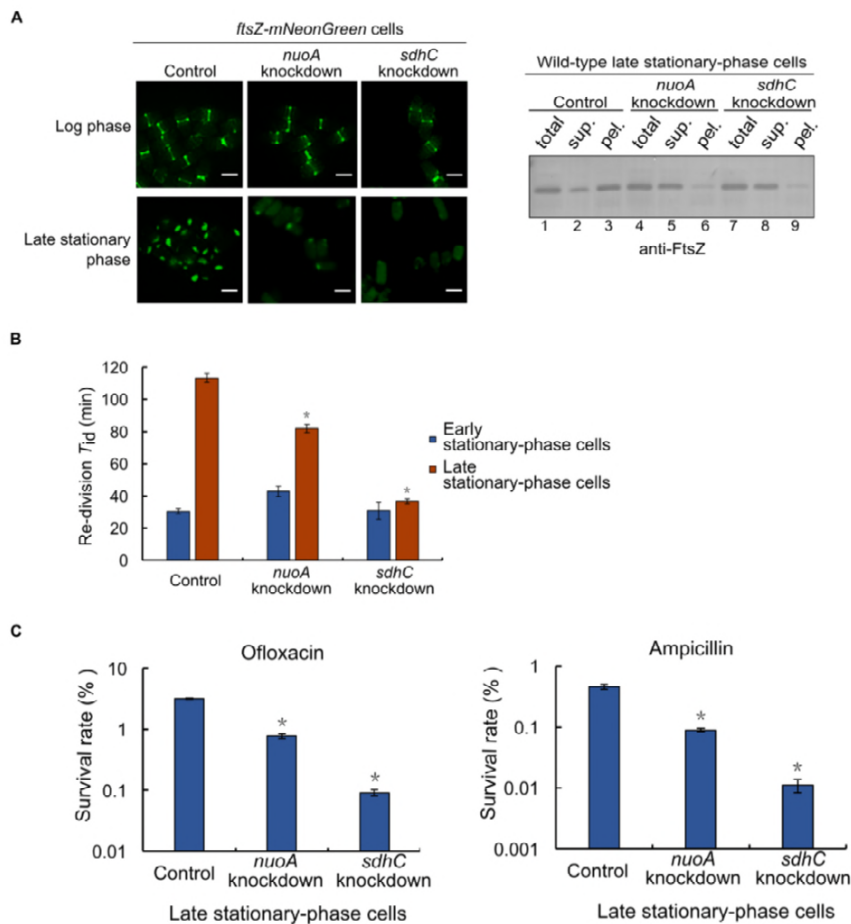 A
ftsZ-mNeonGreen cells
Control
nuoA
knockdown
sdhC
knockdown
Log phase
Late stationary
phase
Wild-type late stationary-phase cells
Control
nuoA
knockdown
sdhC
knockdown
total sup. pel. total sup. pel. total sup. pel.
1 2 3 4 5 6 7 8 9
anti-FtsZ
B
Re-division Tid (min)
120
100
80
60
40
20
0
*
*
Control
nuoA
knockdown
sdhC
knockdown
Early
stationary-phase cells
Late
stationary-phase cells
C
Ofloxacin
Survival rate (%)
10
1
0.1
0.01
*
*
Control
nuoA
knockdown
sdhC
knockdown
Late stationary-phase cells
Ampicillin
Survival rate (%)
1
0.1
0.01
0.001
*
*
Control
nuoA
knockdown
sdhC
knockdown
Late stationary-phase cells